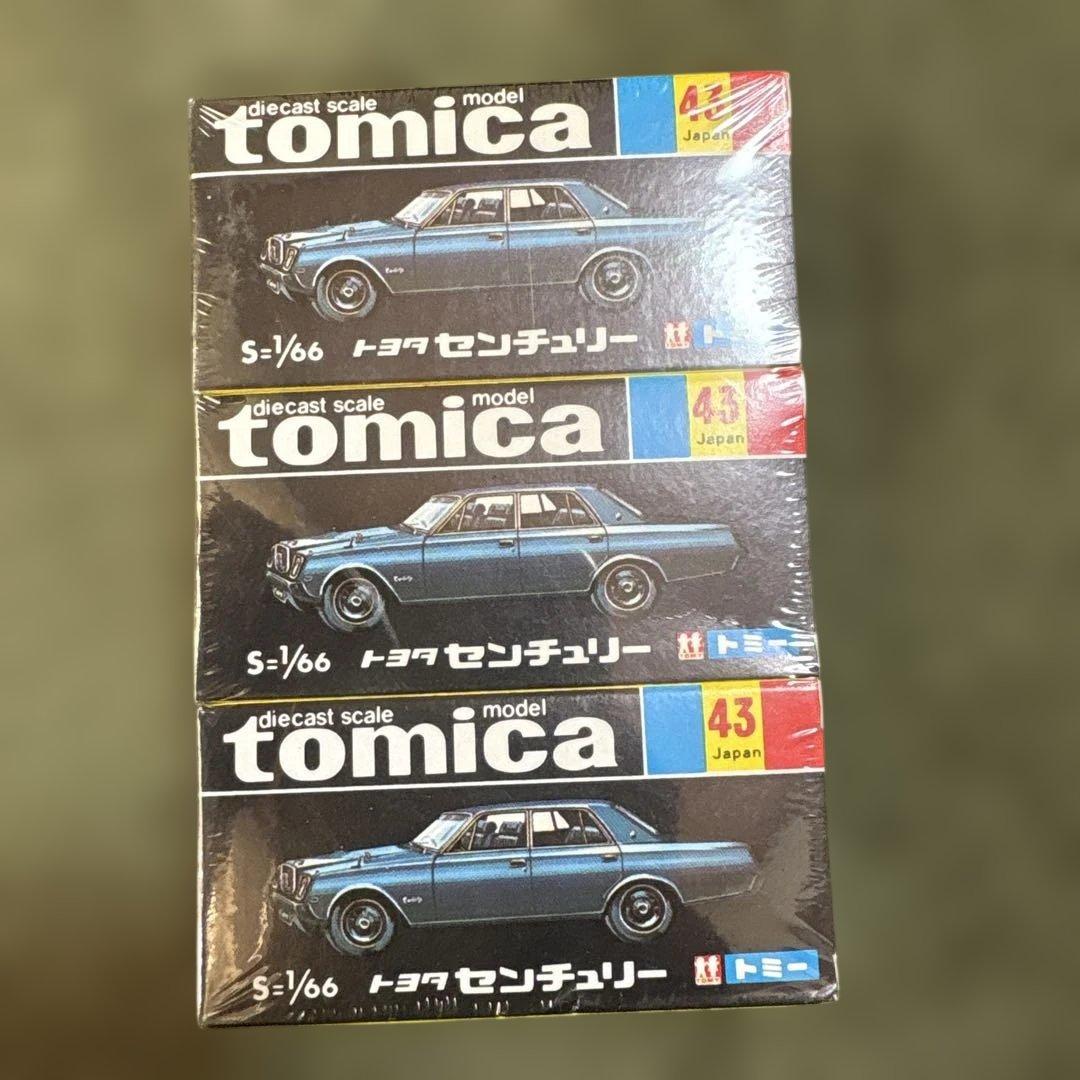 diecast scale model
tomica
43
Japan
S=1/66 トヨタ センチュリー TOMY ト
diecast scale model
tomica
43
Japan
S=1/66 トヨタ センチュリー TOMY トミー
diecast scale model
tomica
43
Japan
S=1/66 トヨタ センチュリー TOMY トミー